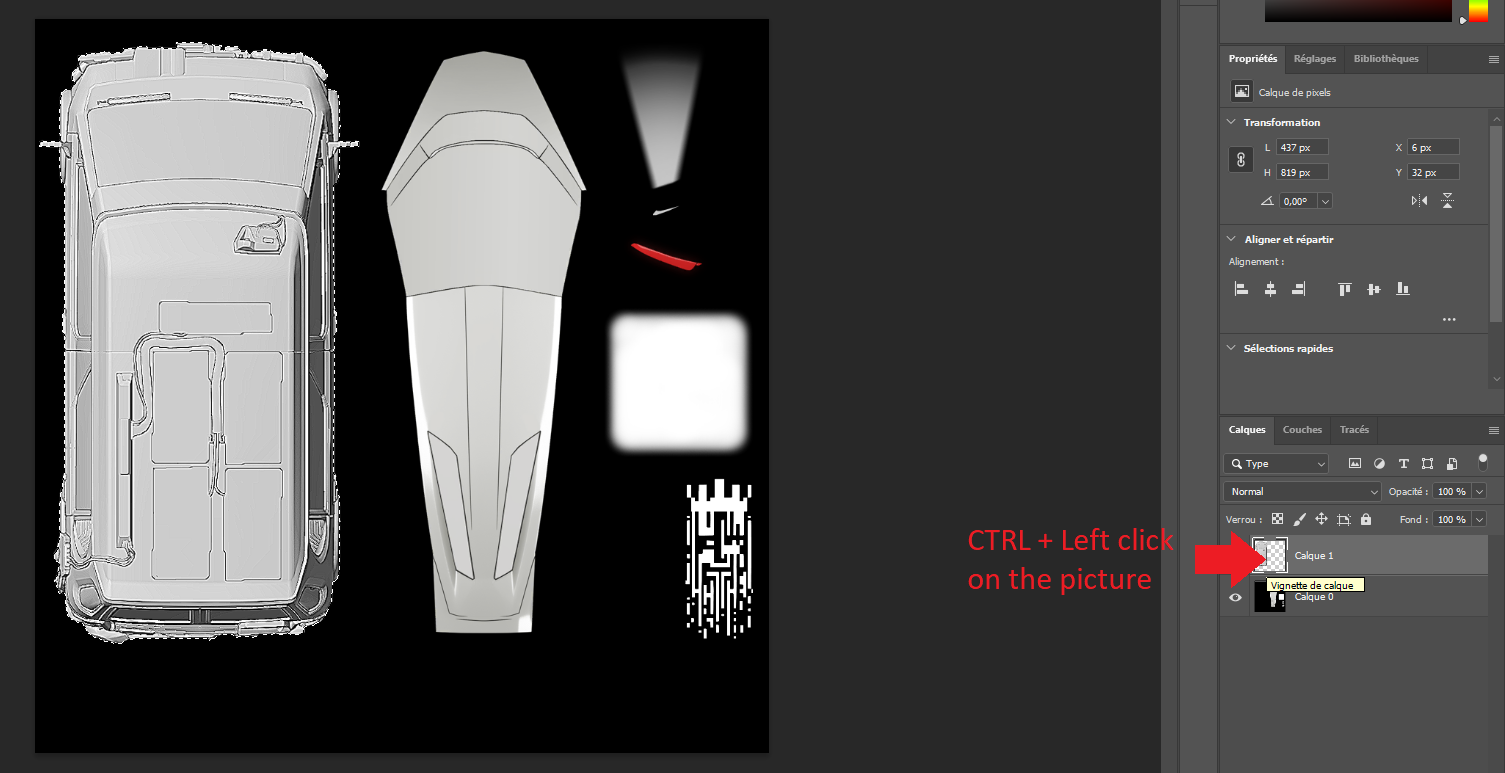 Propriétés Réglages Bibliothèques
Calque de pixels
Transformation
L 437 px X 6 px
H 819 px Y 32 px
0,00°
Aligner et répartir
Alignement :
Sélections rapides
Calques Couches Tracés
Type
Normal Opacité : 100 %
Verrou : Fond : 100 %
CTRL + Left click
on the picture
Calque 1
Vignette de calque
Calque 0